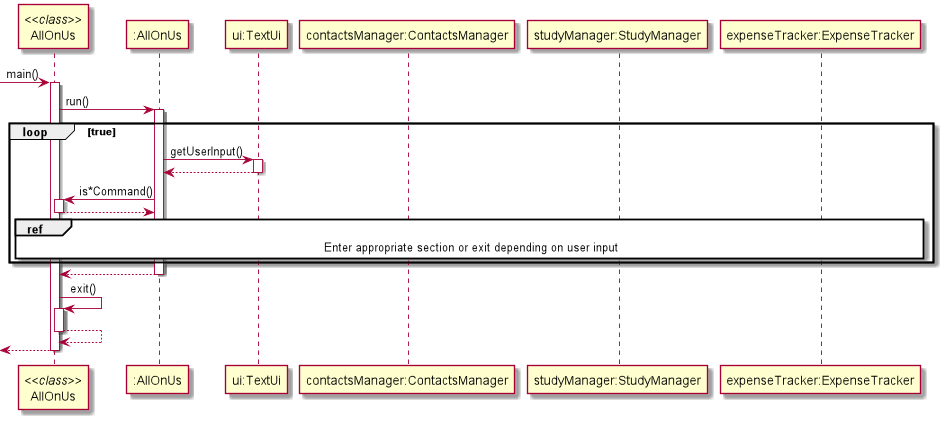 <<class>>
AllOnUs
:AllOnUs
ui:TextUi
contactsManager:ContactsManager
studyManager:StudyManager
expenseTracker:ExpenseTracker
main()
run()
loop
[true]
getUserInput()
is*Command()
ref
Enter appropriate section or exit depending on user input
exit()
<<class>>
AllOnUs
:AllOnUs
ui:TextUi
contactsManager:ContactsManager
studyManager:StudyManager
expenseTracker:ExpenseTracker